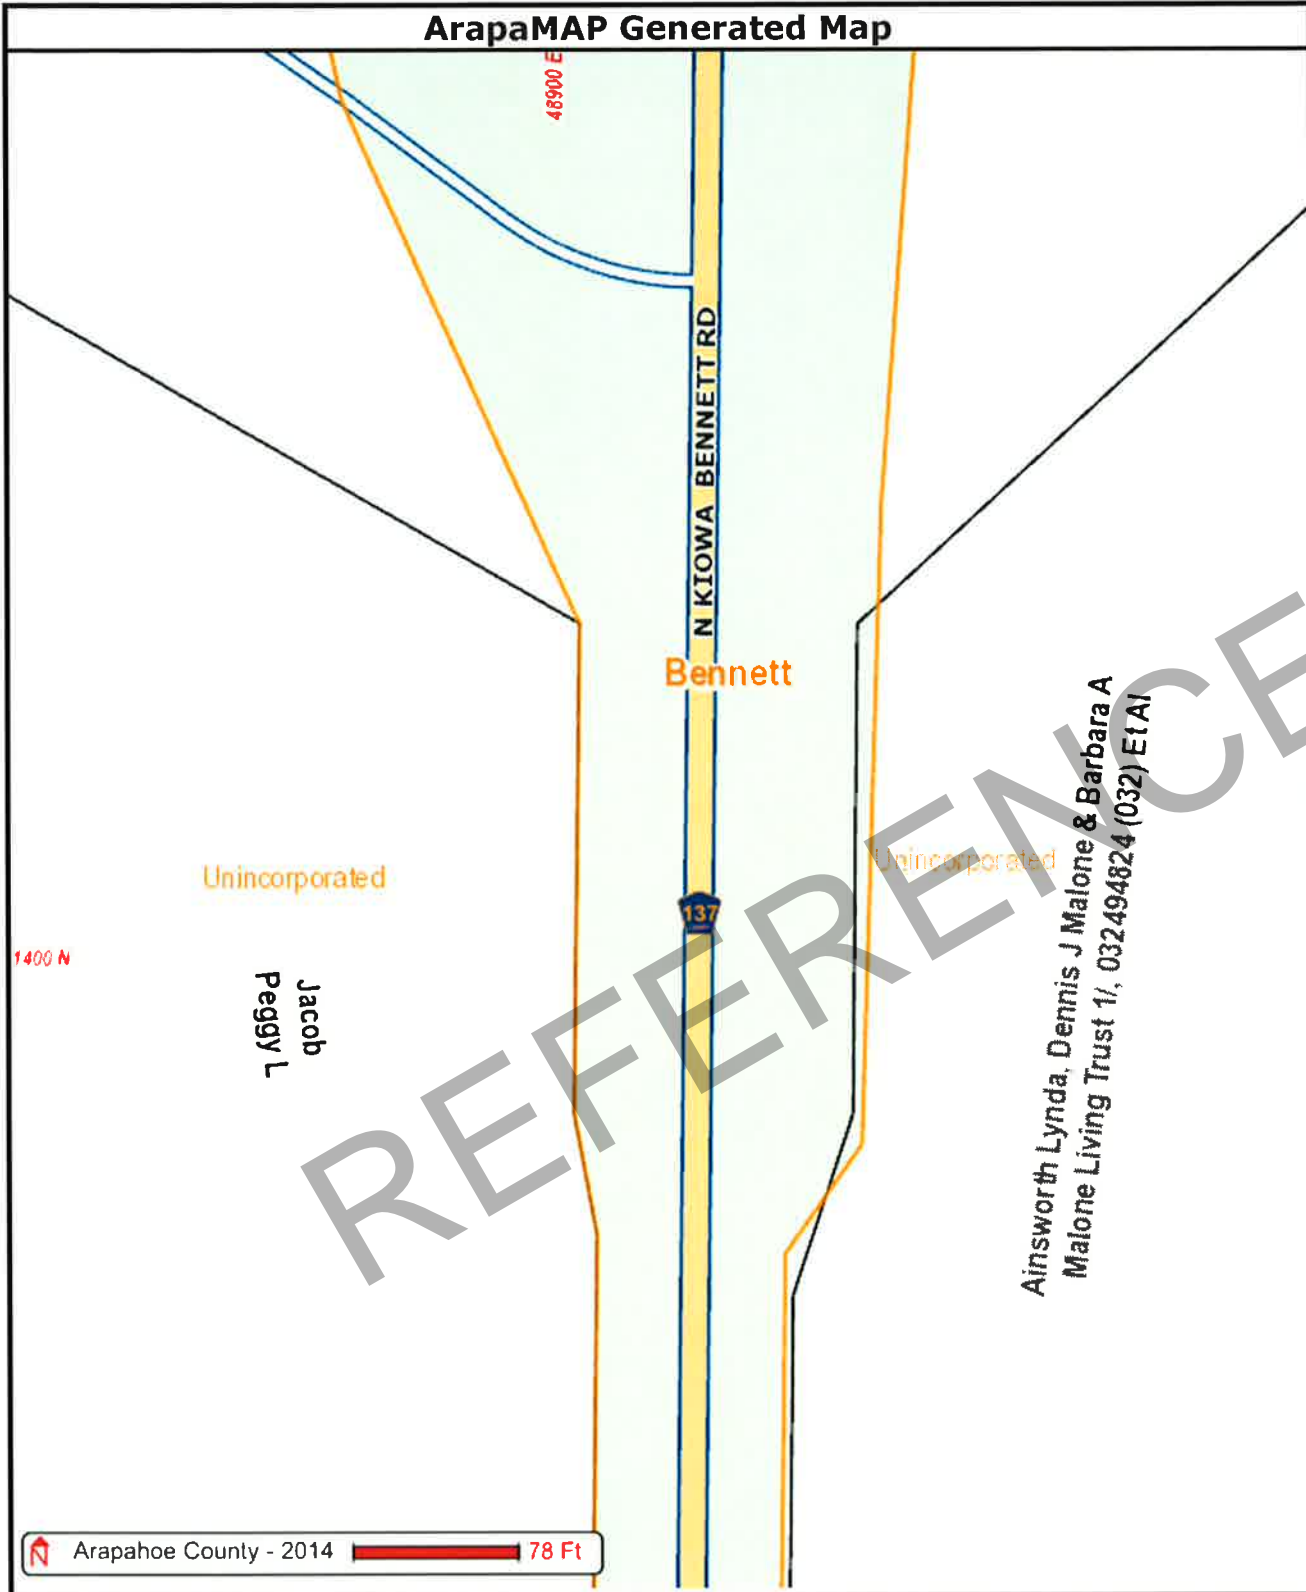 ArapaMAP Generated Map
48900 E
N KIOWA BENNETT RD
Bennett
Unincorporated
Unincorporated
137
1400 N
Jacob
Peggy L
Ainsworth Lynda, Dennis J Malone & Barbara A
Malone Living Trust 1/, 032494824 (032) Et Al
REFERENCE
N
Arapahoe County - 2014
78 Ft